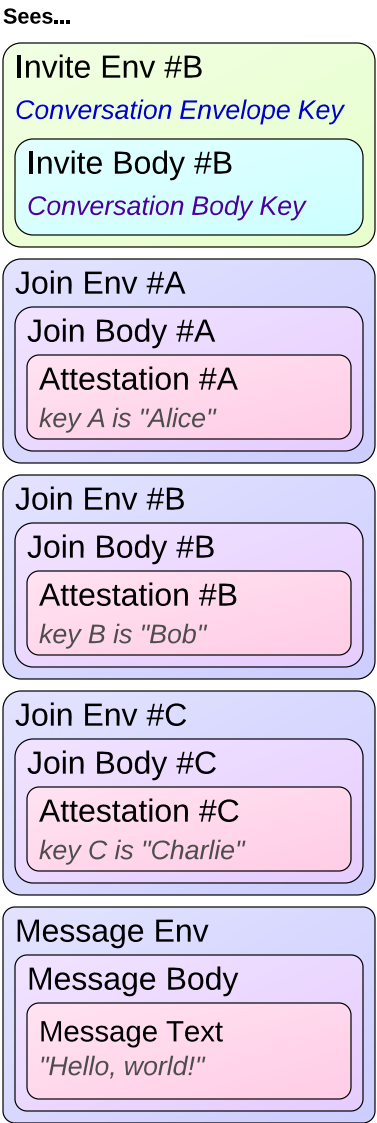 Sees...
Invite Env #B
Conversation Envelope Key
Invite Body #B
Conversation Body Key
Join Env #A
Join Body #A
Attestation #A
key A is "Alice"
Join Env #B
Join Body #B
Attestation #B
key B is "Bob"
Join Env #C
Join Body #C
Attestation #C
key C is "Charlie"
Message Env
Message Body
Message Text
"Hello, world!"